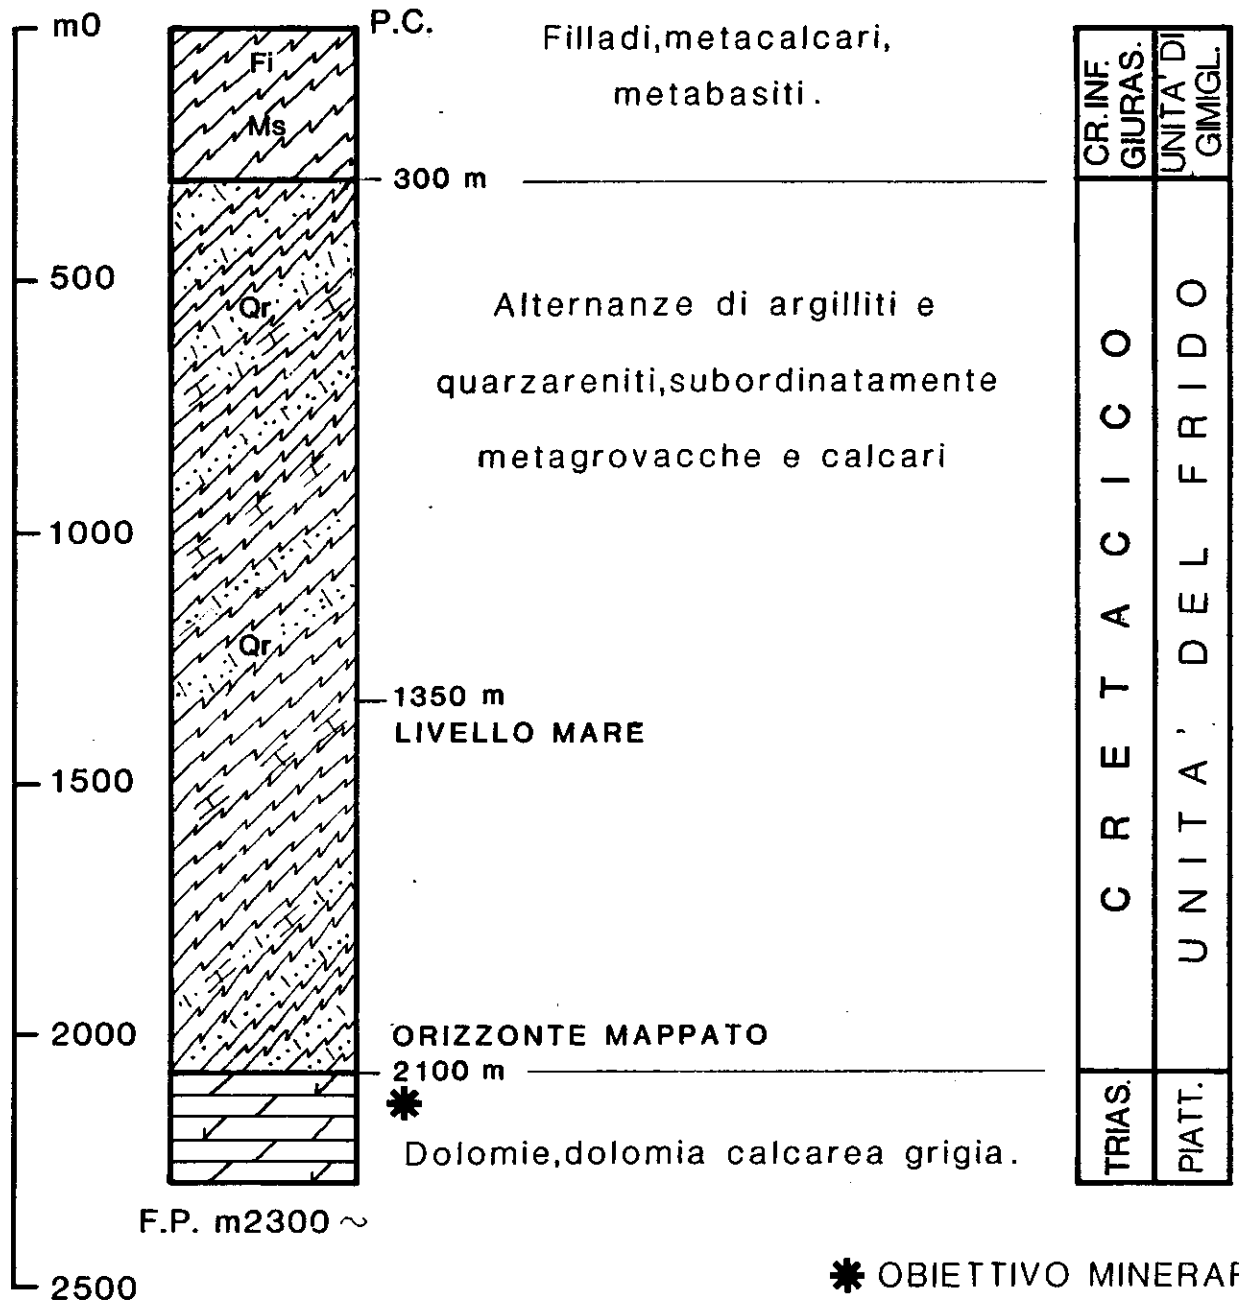 m0
P.C.
Filladi,metacalcari,
metabasiti.
Fi
Ms
CR.INF.
GIURAS.
UNITA' DI
GIMIGL.
300 m
500
Qr
Alternanze di argilliti e
quarzareniti,subordinatamente
metagrovacche e calcari
1000
Qr
1350 m
LIVELLO MARE
1500
CRETACICO
UNITA' DEL FRIDO
2000
ORIZZONTE MAPPATO
2100 m
Dolomie,dolomia calcarea grigia.
TRIAS.
PIATT.
F.P. m2300 ~
2500
✱ OBIETTIVO